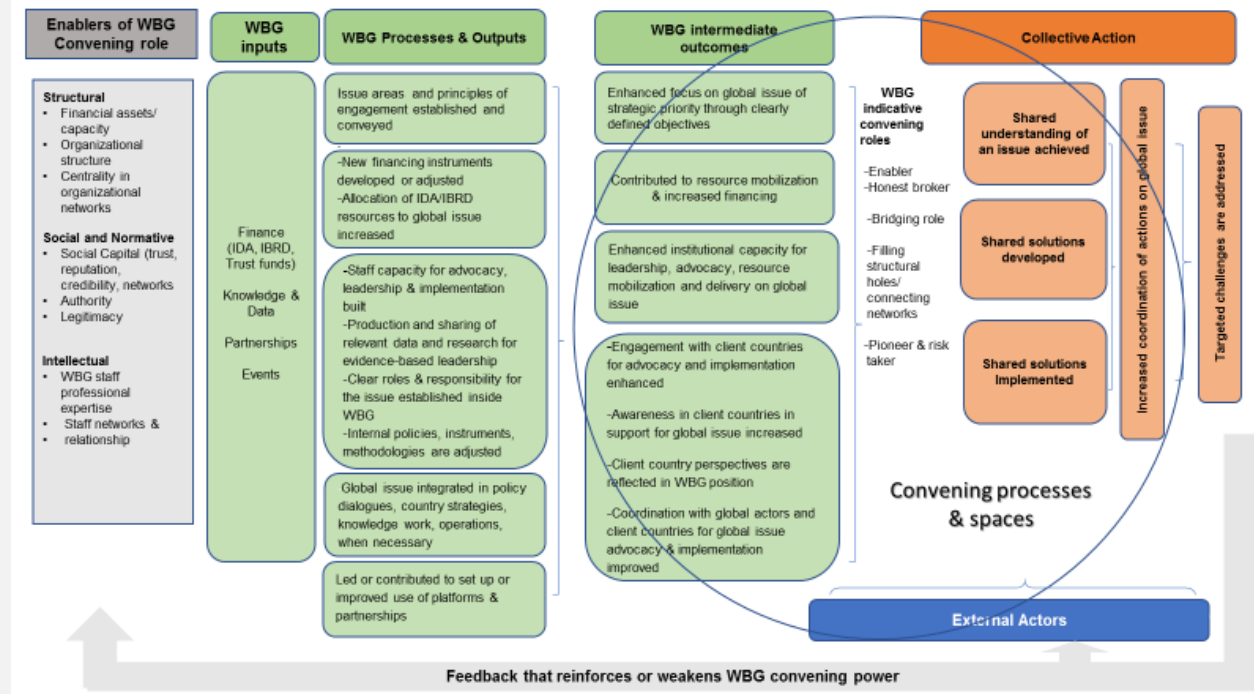 Enablers of WBG
Convening role
WBG
inputs
WBG Processes & Outputs
WBG intermediate
outcomes
Collective Action
Structural
• Financial assets/
capacity
• Organizational
structure
• Centrality in
organizational
networks
Social and Normative
• Social Capital (trust,
reputation,
credibility, networks
• Authority
• Legitimacy
Intellectual
• WBG staff
professional
expertise
• Staff networks &
• relationship
Finance
(IDA, IBRD,
Trust funds)
Knowledge &
Data
Partnerships
Events
Issue areas and principles of
engagement established and
conveyed
-
-New financing instruments
developed or adjusted
-Allocation of IDA/IBRD
resources to global issue
increased
-Staff capacity for advocacy,
leadership & implementation
built
-Production and sharing of
relevant data and research for
evidence-based leadership
-Clear roles & responsibility for
the issue established inside
WBG
-Internal policies, instruments,
methodologies are adjusted
Global issue integrated in policy
dialogues, country strategies,
knowledge work, operations,
when necessary
Led or contributed to set up or
improved use of platforms &
partnerships
Enhanced focus on global issue of
strategic priority through clearly
defined objectives
Contributed to resource mobilization
& increased financing
Enhanced institutional capacity for
leadership, advocacy, resource
mobilization and delivery on global
issue
-Engagement with client countries
for advocacy and implementation
enhanced
-Awareness in client countries in
support for global issue increased
-Client country perspectives are
reflected in WBG position
-Coordination with global actors and
client countries for global issue
advocacy & implementation
improved
WBG
indicative
convening
roles
-Enabler
-Honest broker
-Bridging role
-Filling
structural
holes/
connecting
networks
-Pioneer & risk
taker
Shared
understanding of
an issue achieved
Shared solutions
developed
Shared solutions
Implemented
Increased coordination of actions on global issue
Targeted challenges are addressed
Convening processes
& spaces
External Actors
Feedback that reinforces or weakens WBG convening power